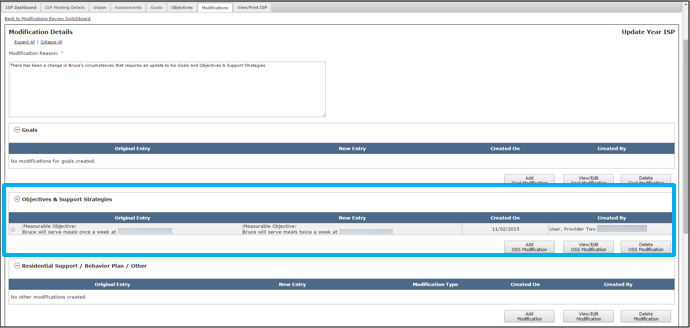 ISP Dashboard ISP Meeting Details Vision Assessments Goals Objectives Modifications View/Print ISP
Back to Modifications Review Switchboard
Modification Details Update Year ISP
Expand All | Collapse All
Modification Reason: *
There has been a change in Bruce's circumstances that requires an update to his Goals and Objectives & Support Strategies
Goals
Original Entry New Entry Created On Created By
No modifications for goals created.
Add Goal Modification View/Edit Goal Modification Delete Goal Modification
Objectives & Support Strategies
Original Entry New Entry Created On Created By
Measurable Objective: Measurable Objective:
Bruce will serve meals once a week at . Bruce will serve meals twice a week at 11/02/2015 User, Provider Two
Add View/Edit Delete
OSS Modification OSS Modification OSS Modification
Residential Support / Behavior Plan / Other
Original Entry New Entry Modification Type Created On Created By
No other modifications created.
Add View/Edit Delete
Modification Modification Modification